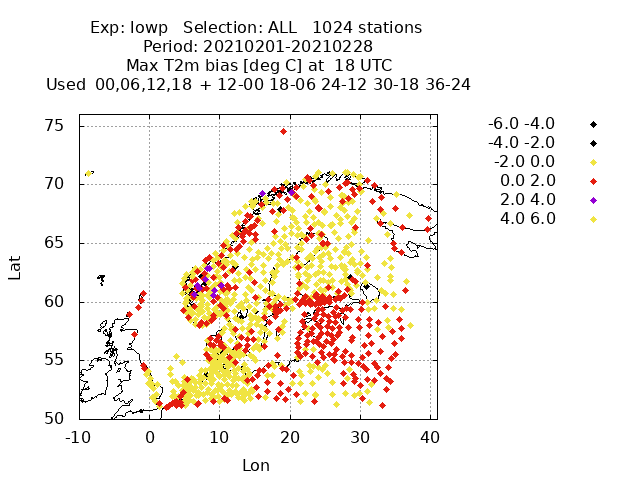 Exp: lowp   Selection: ALL   1024 stations
Period: 20210201-20210228
Max T2m bias [deg C] at  18 UTC
Used  00,06,12,18  + 12-00 18-06 24-12 30-18 36-24
-6.0 -4.0
-4.0 -2.0
-2.0 0.0
0.0 2.0
2.0 4.0
4.0 6.0
75
70
65
60
55
50
Lat
-10 0 10 20 30 40
Lon